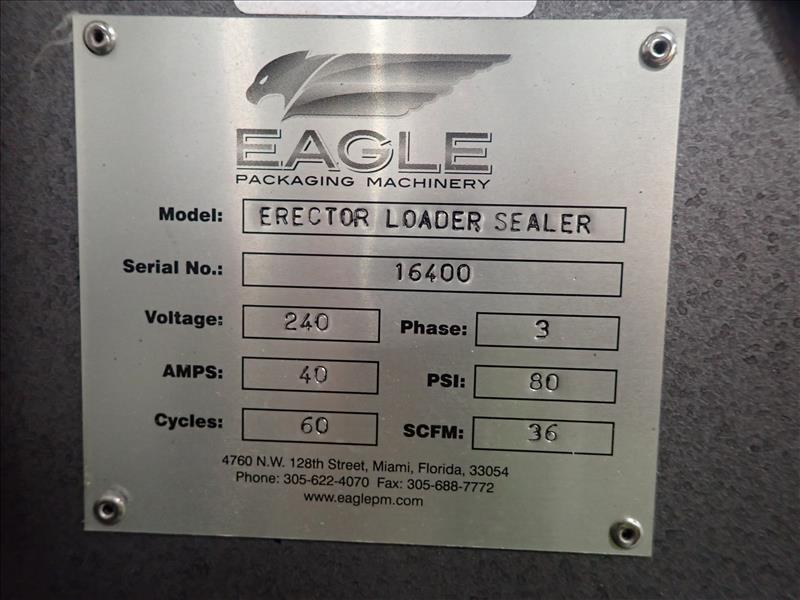 EAGLE
PACKAGING MACHINERY
Model: ERECTOR LOADER SEALER
Serial No.: 16400
Voltage: 240 Phase: 3
AMPS: 40 PSI: 80
Cycles: 60 SCFM: 36
4760 N.W. 128th Street, Miami, Florida, 33054
Phone: 305-622-4070 Fax: 305-688-7772
www.eaglepm.com